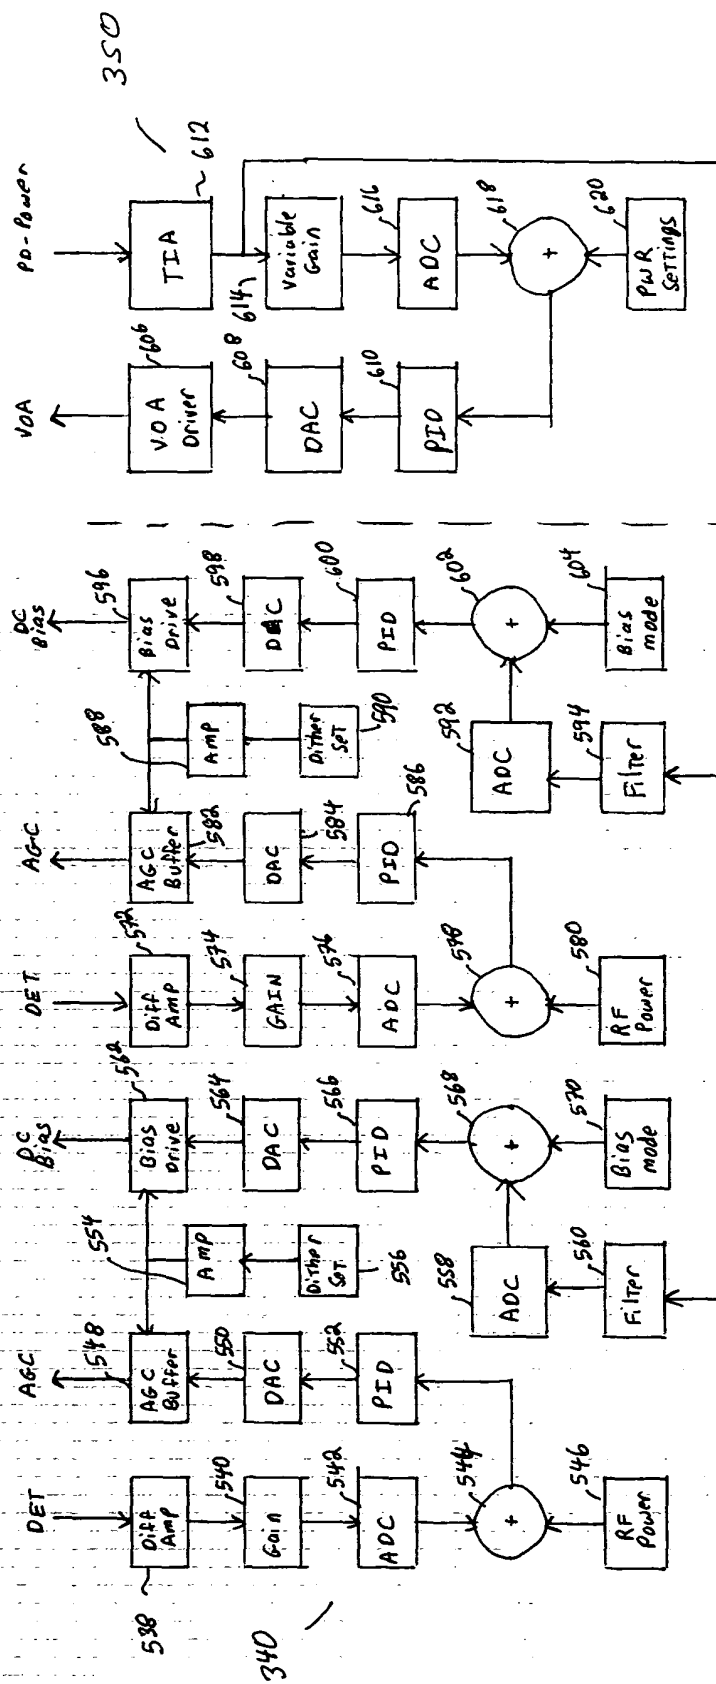 DET
AGC
DC
Bias
DET
AGC
DC
Bias
VOA
PD-Power
350
538
Diff
AMP
540
Gain
542
ADC
544
+
546
RF
Power
340
548
AGC
Buffer
550
DAC
552
PID
554
AMP
556
Dither
SET
558
ADC
560
Filter
562
Bias
Drive
564
DAC
566
PID
568
+
570
Bias
mode
572
Diff
AMP
574
GAIN
576
ADC
578
+
580
RF
Power
582
AGC
Buffer
584
DAC
586
PID
588
AMP
590
Dither
SET
592
ADC
594
Filter
596
Bias
Drive
598
DAC
600
PID
602
+
604
Bias
mode
606
VOA
Driver
608
DAC
610
PID
612
TIA
614
Variable
Gain
616
ADC
618
+
620
PWR
Settings